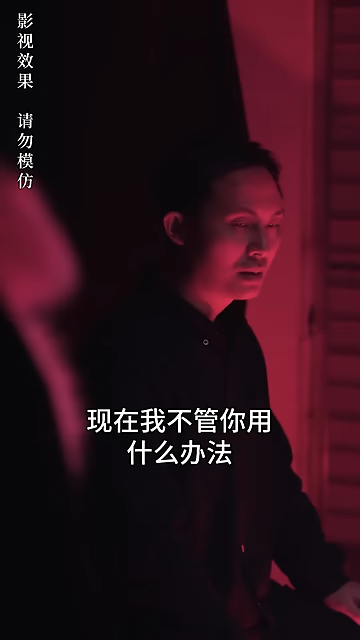 影视效果 请勿模仿
现在我不管你用
什么办法